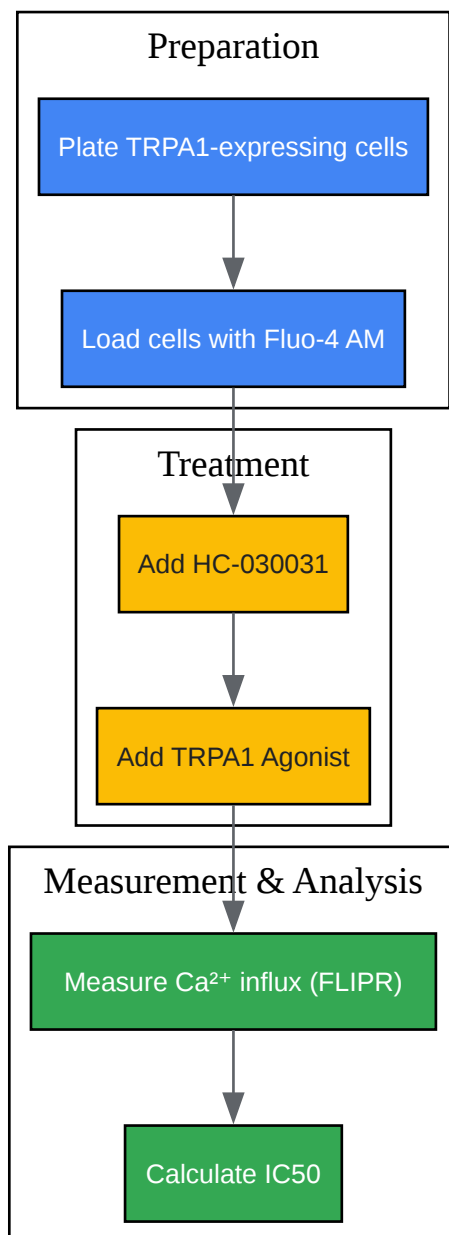 Preparation
Plate TRPA1-expressing cells
Load cells with Fluo-4 AM
Treatment
Add HC-030031
Add TRPA1 Agonist
Measurement & Analysis
Measure Ca²⁺ influx (FLIPR)
Calculate IC50